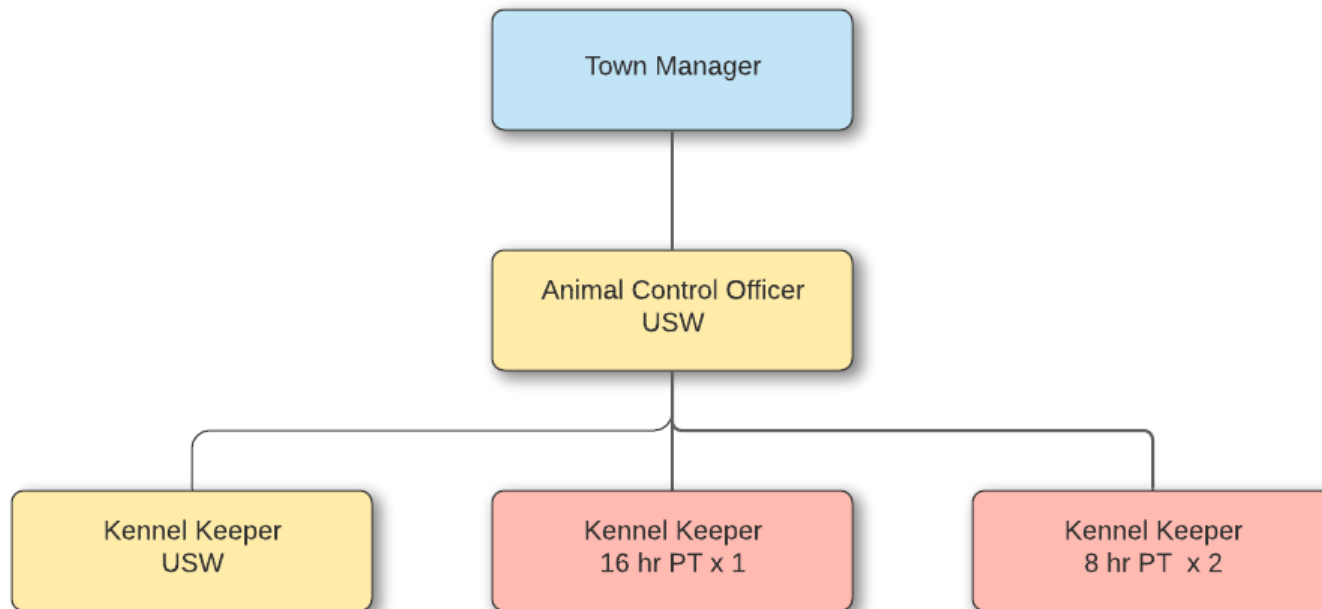 Town Manager
Animal Control Officer
USW
Kennel Keeper
USW
Kennel Keeper
16 hr PT x 1
Kennel Keeper
8 hr PT  x 2